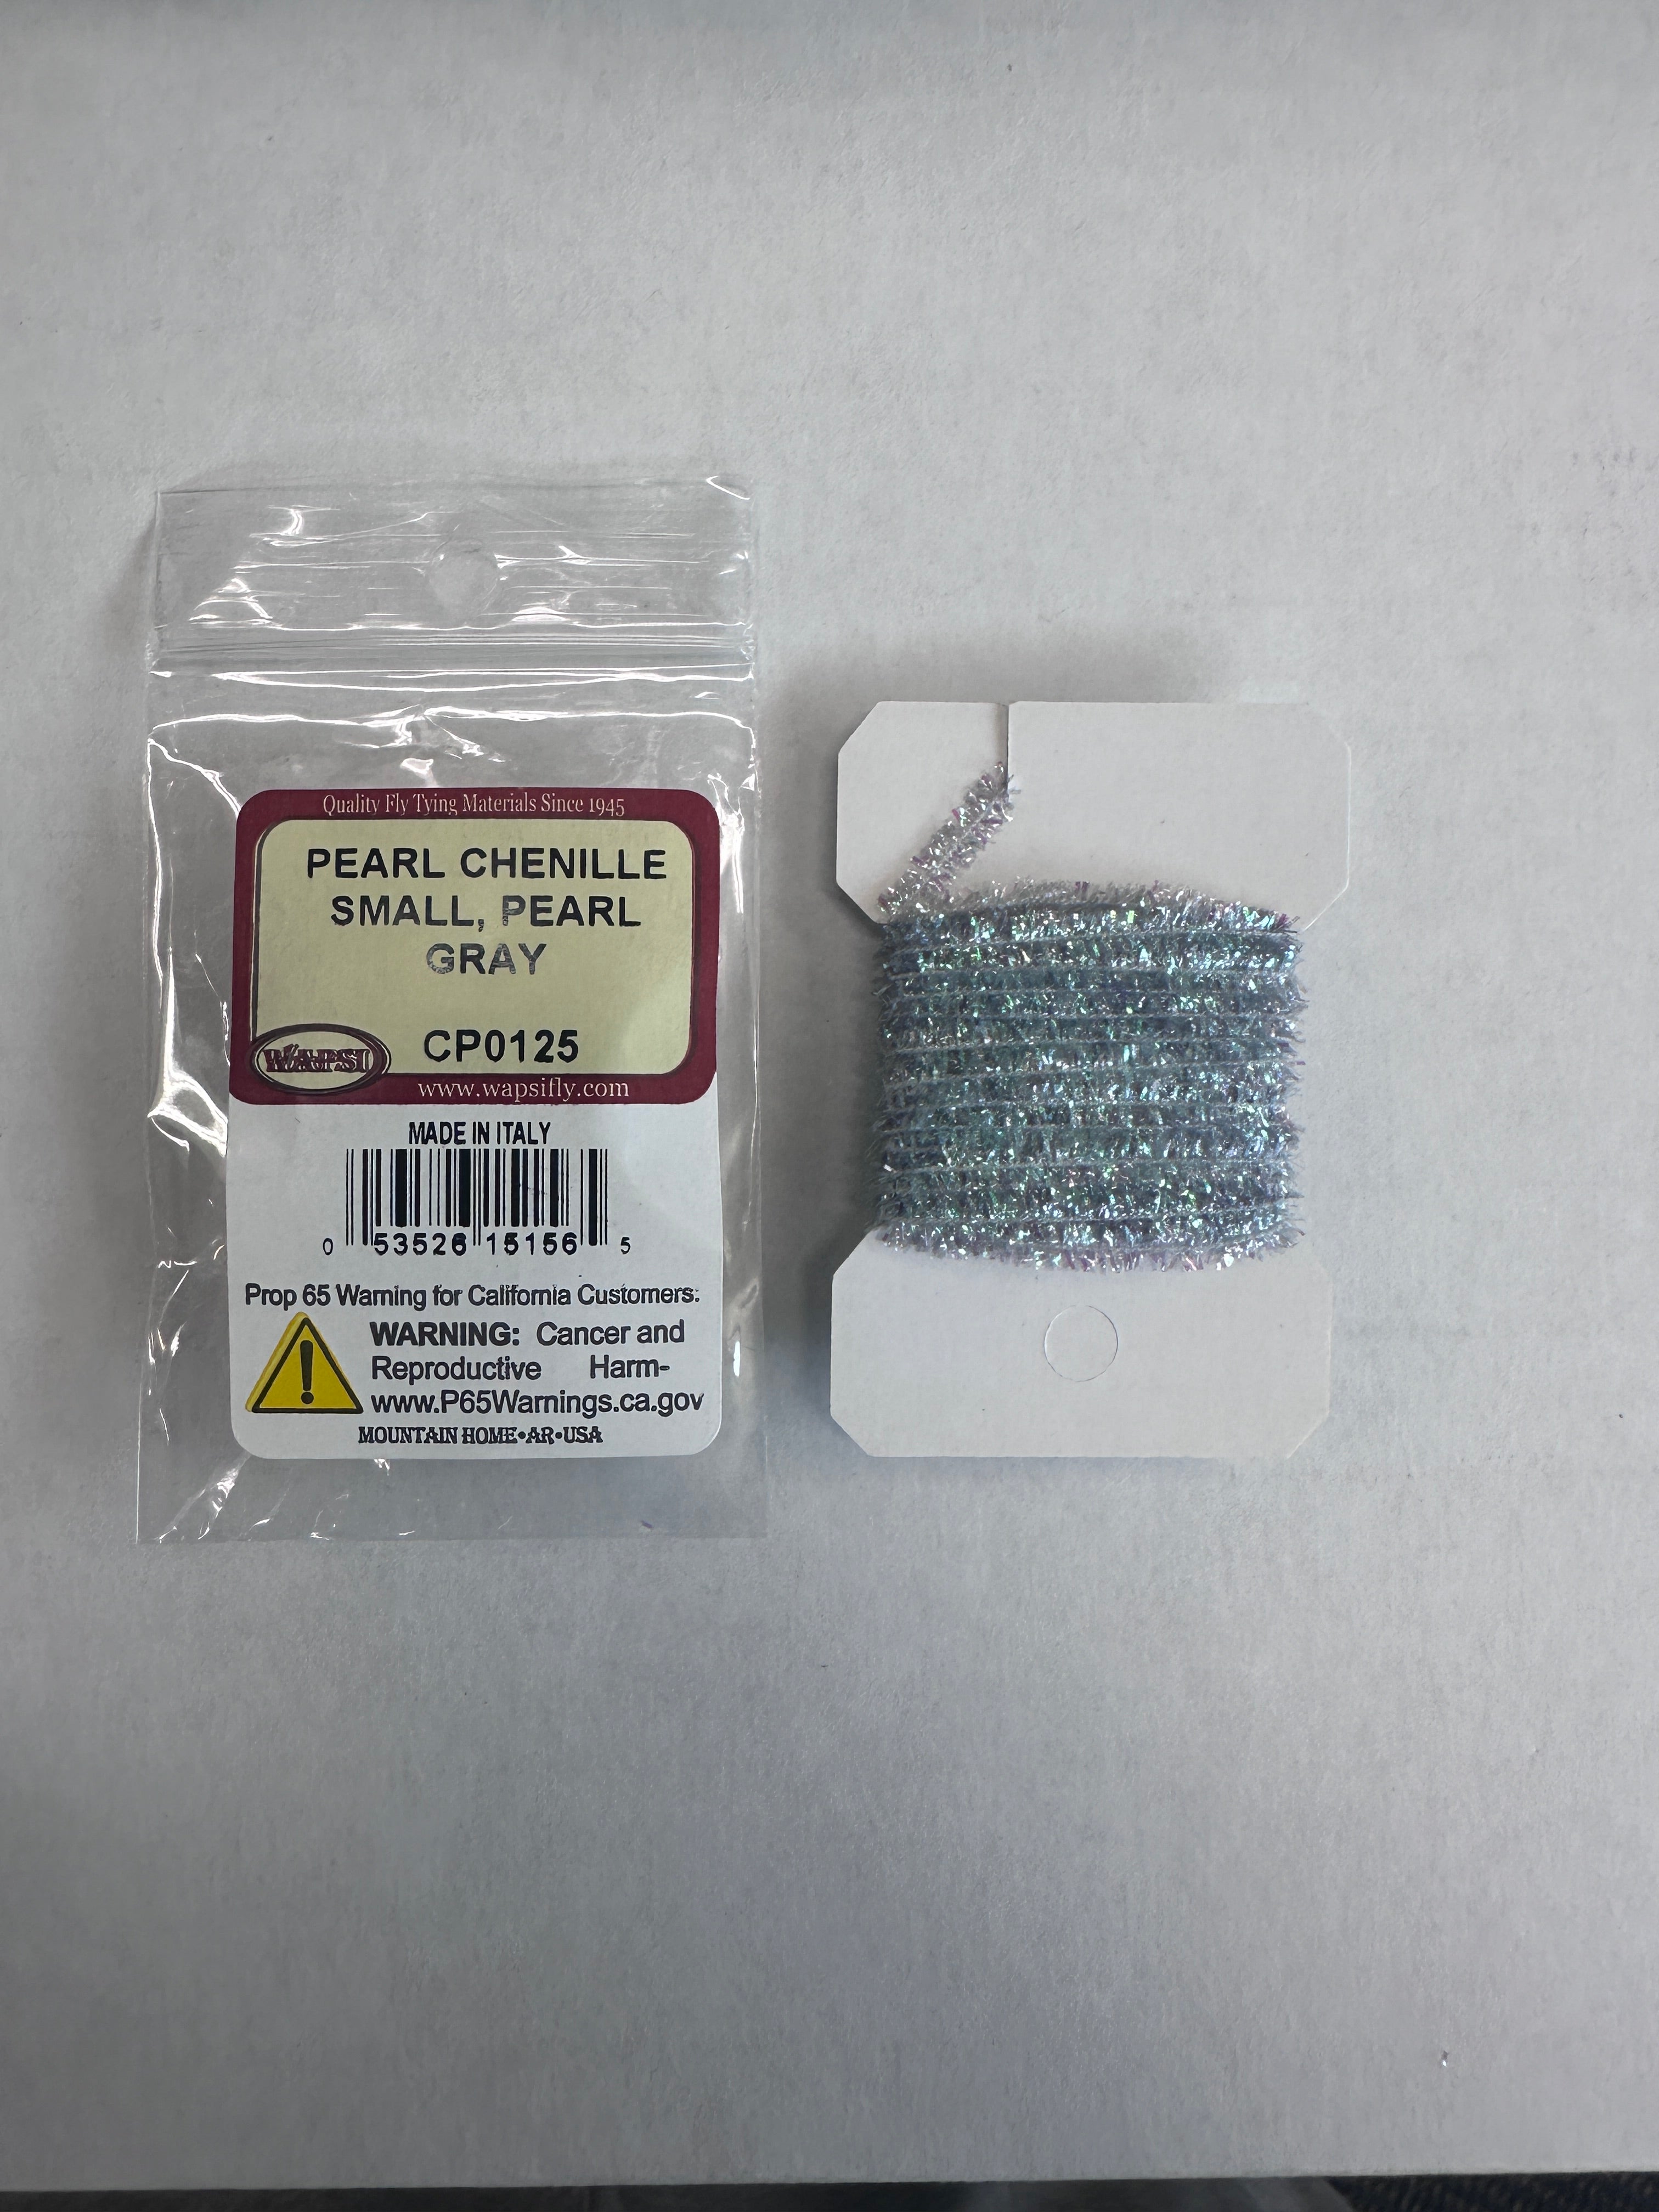 Quality Fly Tying Materials Since 1945
PEARL CHENILLE
SMALL, PEARL
GRAY
CP0125
WAPSI
www.wapsifly.com
MADE IN ITALY
0 53526 15156 5
Prop 65 Warning for California Customers:
WARNING: Cancer and
Reproductive Harm-
www.P65Warnings.ca.gov
MOUNTAIN HOME•AR•USA